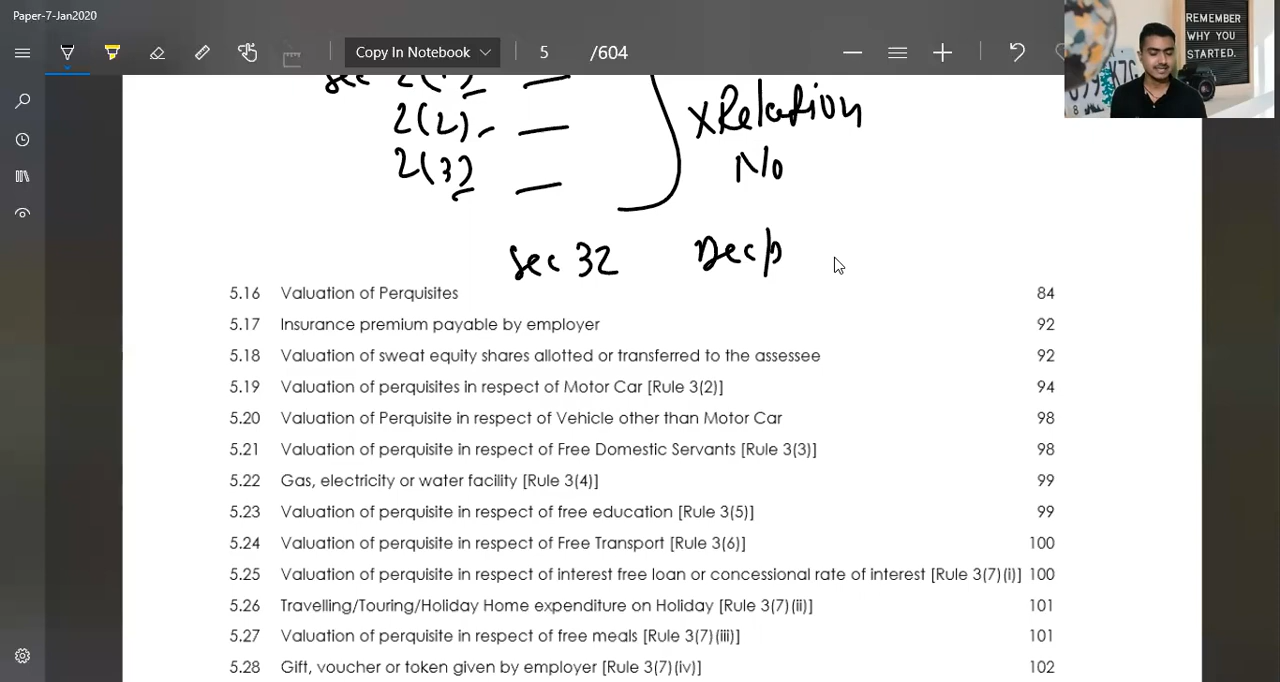 Paper-7-Jan2020
Copy In Notebook 5 /604
REMEMBER
WHY YOU
STARTED.
2(2) XRelation
2(3) No
Sec 32 Dec/p
5.16 Valuation of Perquisites 84
5.17 Insurance premium payable by employer 92
5.18 Valuation of sweat equity shares allotted or transferred to the assessee 92
5.19 Valuation of perquisites in respect of Motor Car [Rule 3(2)] 94
5.20 Valuation of Perquisite in respect of Vehicle other than Motor Car 98
5.21 Valuation of perquisite in respect of Free Domestic Servants [Rule 3(3)] 98
5.22 Gas, electricity or water facility [Rule 3(4)] 99
5.23 Valuation of perquisite in respect of free education [Rule 3(5)] 99
5.24 Valuation of perquisite in respect of Free Transport [Rule 3(6)] 100
5.25 Valuation of perquisite in respect of interest free loan or concessional rate of interest [Rule 3(7)(i)] 100
5.26 Travelling/Touring/Holiday Home expenditure on Holiday [Rule 3(7)(ii)] 101
5.27 Valuation of perquisite in respect of free meals [Rule 3(7)(iii)] 101
5.28 Gift, voucher or token given by employer [Rule 3(7)(iv)] 102